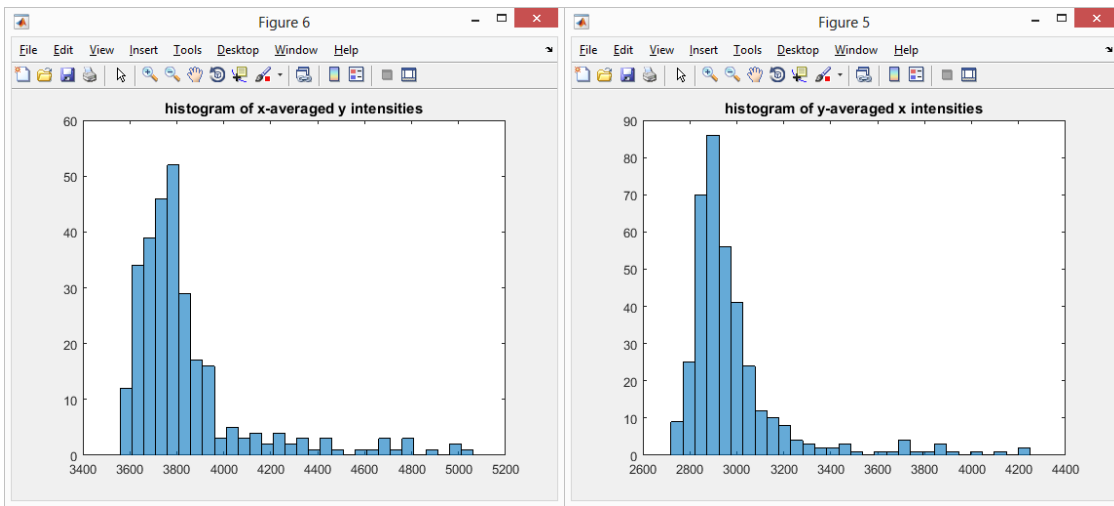 Figure 6
File Edit View Insert Tools Desktop Window Help
histogram of x-averaged y intensities
60
50
40
30
20
10
0
3400 3600 3800 4000 4200 4400 4600 4800 5000 5200
Figure 5
File Edit View Insert Tools Desktop Window Help
histogram of y-averaged x intensities
90
80
70
60
50
40
30
20
10
0
2600 2800 3000 3200 3400 3600 3800 4000 4200 4400